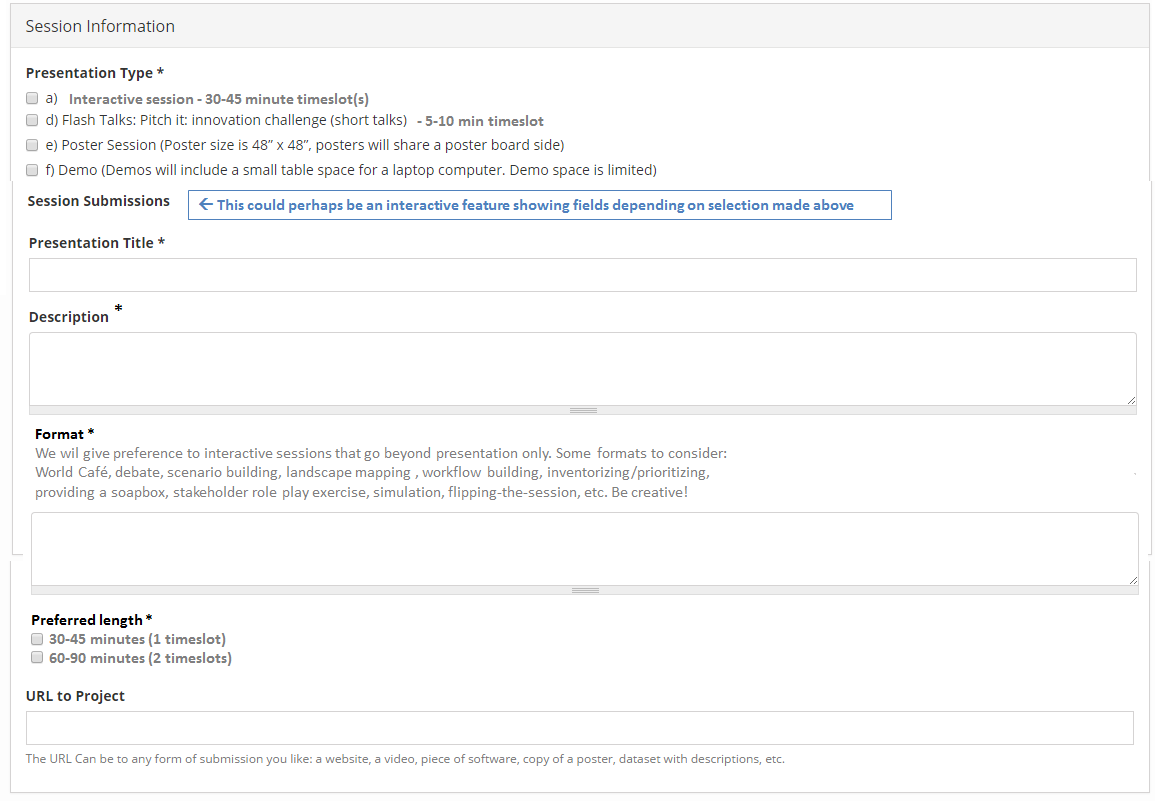 Session Information
Presentation Type *
a) Interactive session - 30-45 minute timeslot(s)
d) Flash Talks: Pitch it: innovation challenge (short talks) - 5-10 min timeslot
e) Poster Session (Poster size is 48” x 48”, posters will share a poster board side)
f) Demo (Demos will include a small table space for a laptop computer. Demo space is limited)
Session Submissions ← This could perhaps be an interactive feature showing fields depending on selection made above
Presentation Title *
Description *
Format *
We wil give preference to interactive sessions that go beyond presentation only. Some formats to consider:
World Café, debate, scenario building, landscape mapping , workflow building, inventorizing/prioritizing,
providing a soapbox, stakeholder role play exercise, simulation, flipping-the-session, etc. Be creative!
Preferred length *
30-45 minutes (1 timeslot)
60-90 minutes (2 timeslots)
URL to Project
The URL Can be to any form of submission you like: a website, a video, piece of software, copy of a poster, dataset with descriptions, etc.